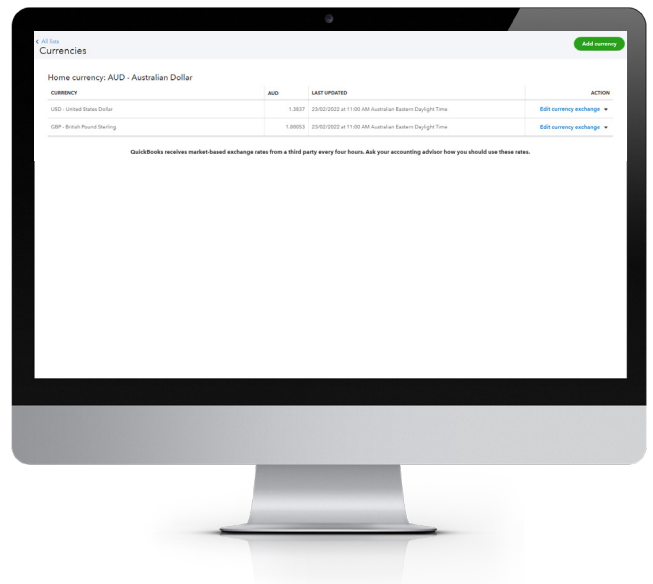 All lists
Currencies
Add currency
Home currency: AUD - Australian Dollar
CURRENCY AUD LAST UPDATED ACTION
USD - United States Dollar 1.3837 23/02/2022 at 11:00 AM Australian Eastern Daylight Time Edit currency exchange
GBP - British Pound Sterling 1.88053 23/02/2022 at 11:00 AM Australian Eastern Daylight Time Edit currency exchange
QuickBooks receives market-based exchange rates from a third party every four hours. Ask your accounting advisor how you should use these rates.